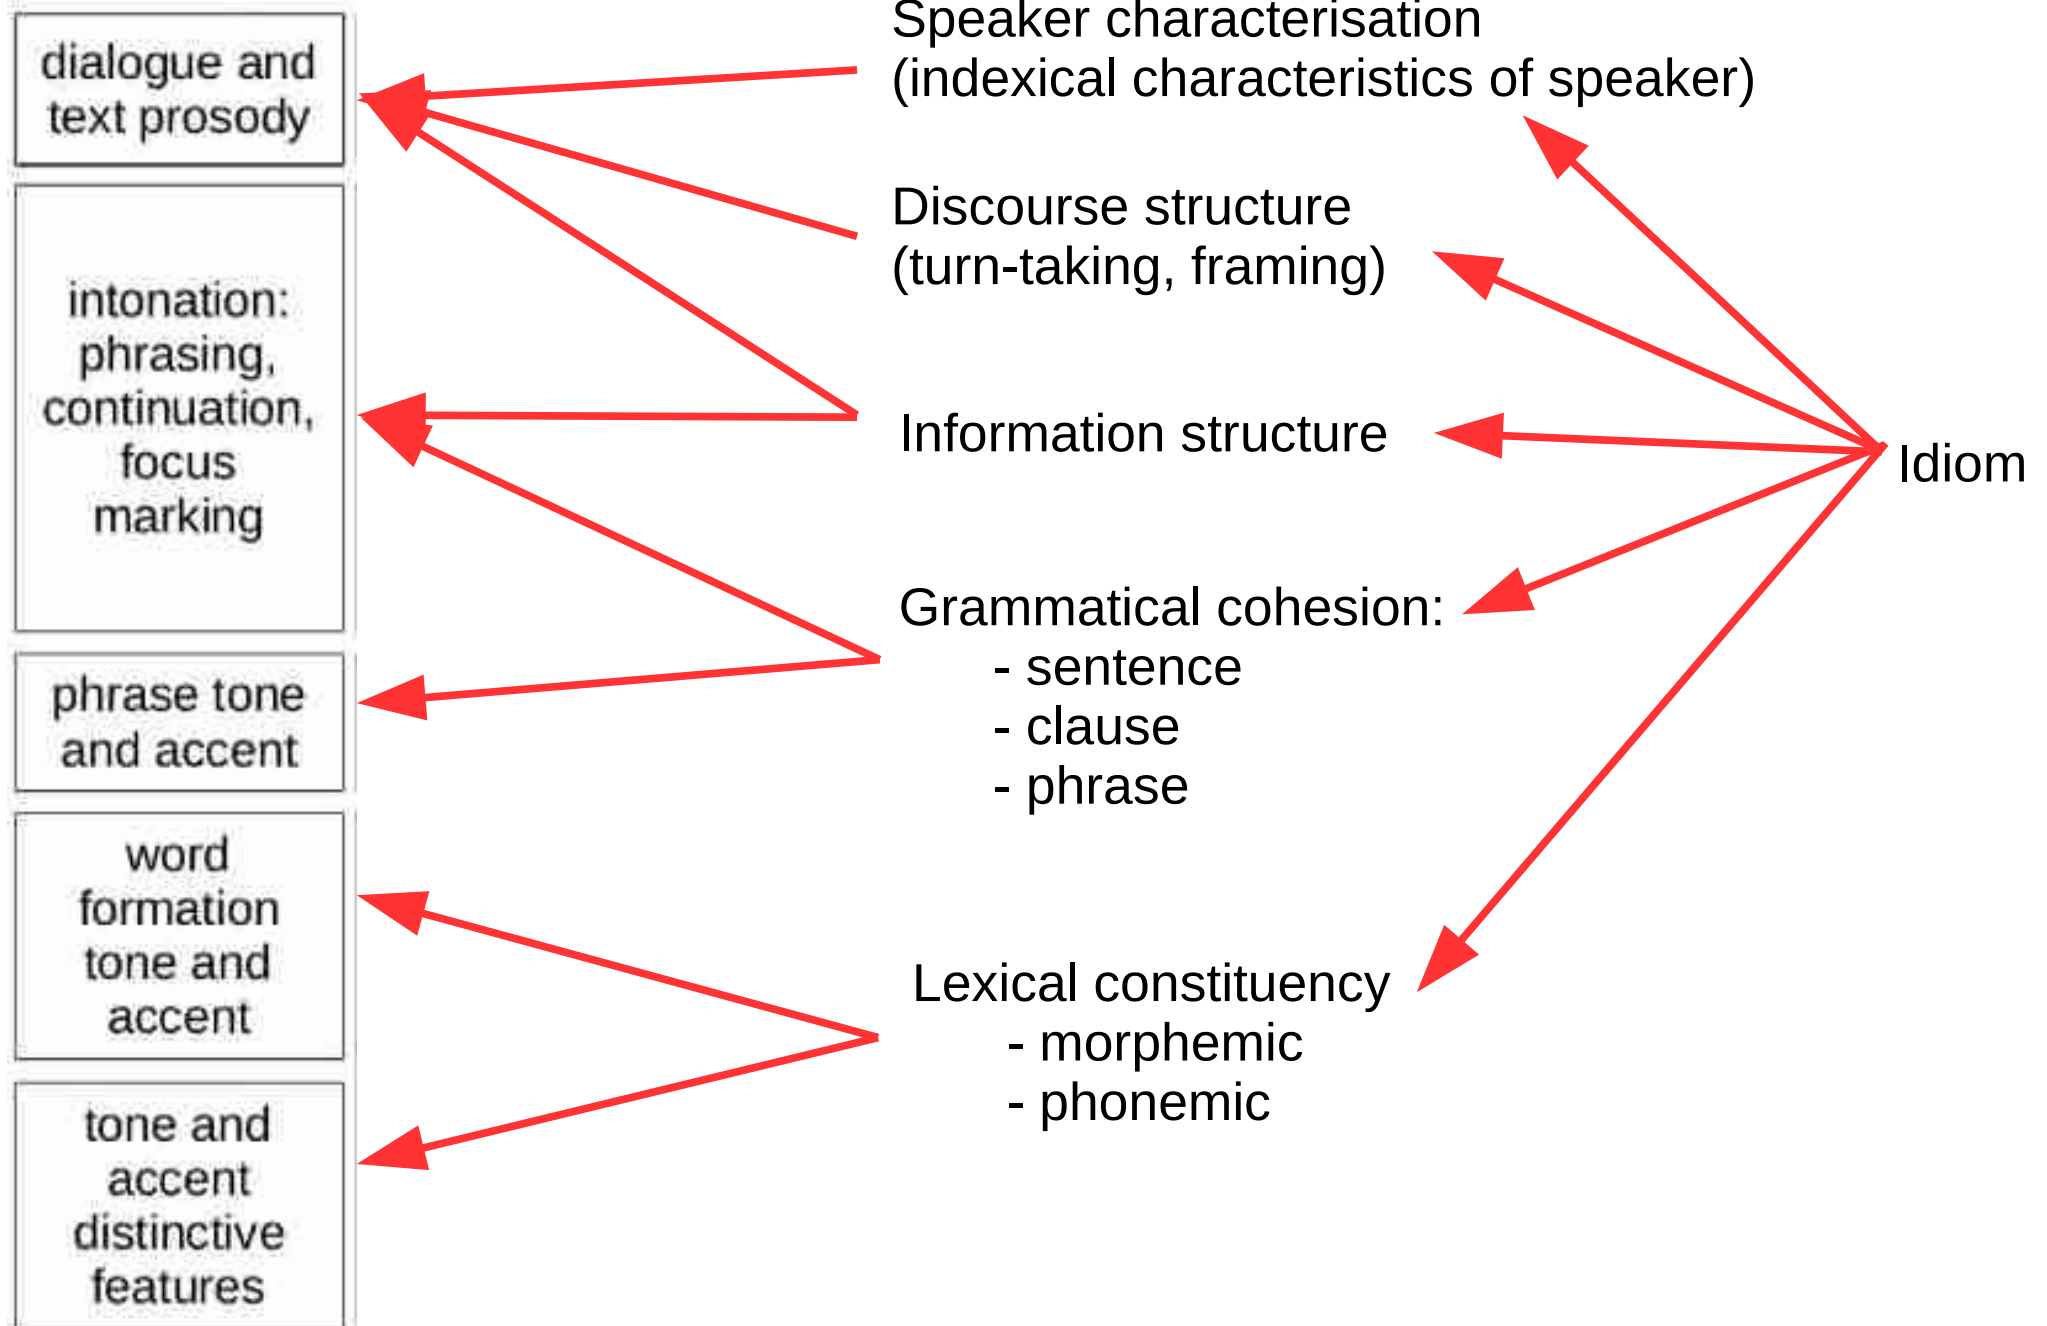 dialogue and
text prosody
intonation:
phrasing,
continuation,
focus
marking
phrase tone
and accent
word
formation
tone and
accent
tone and
accent
distinctive
features
Speaker characterisation
(indexical characteristics of speaker)
Discourse structure
(turn-taking, framing)
Information structure
Grammatical cohesion:
- sentence
- clause
- phrase
Lexical constituency
- morphemic
- phonemic
Idiom